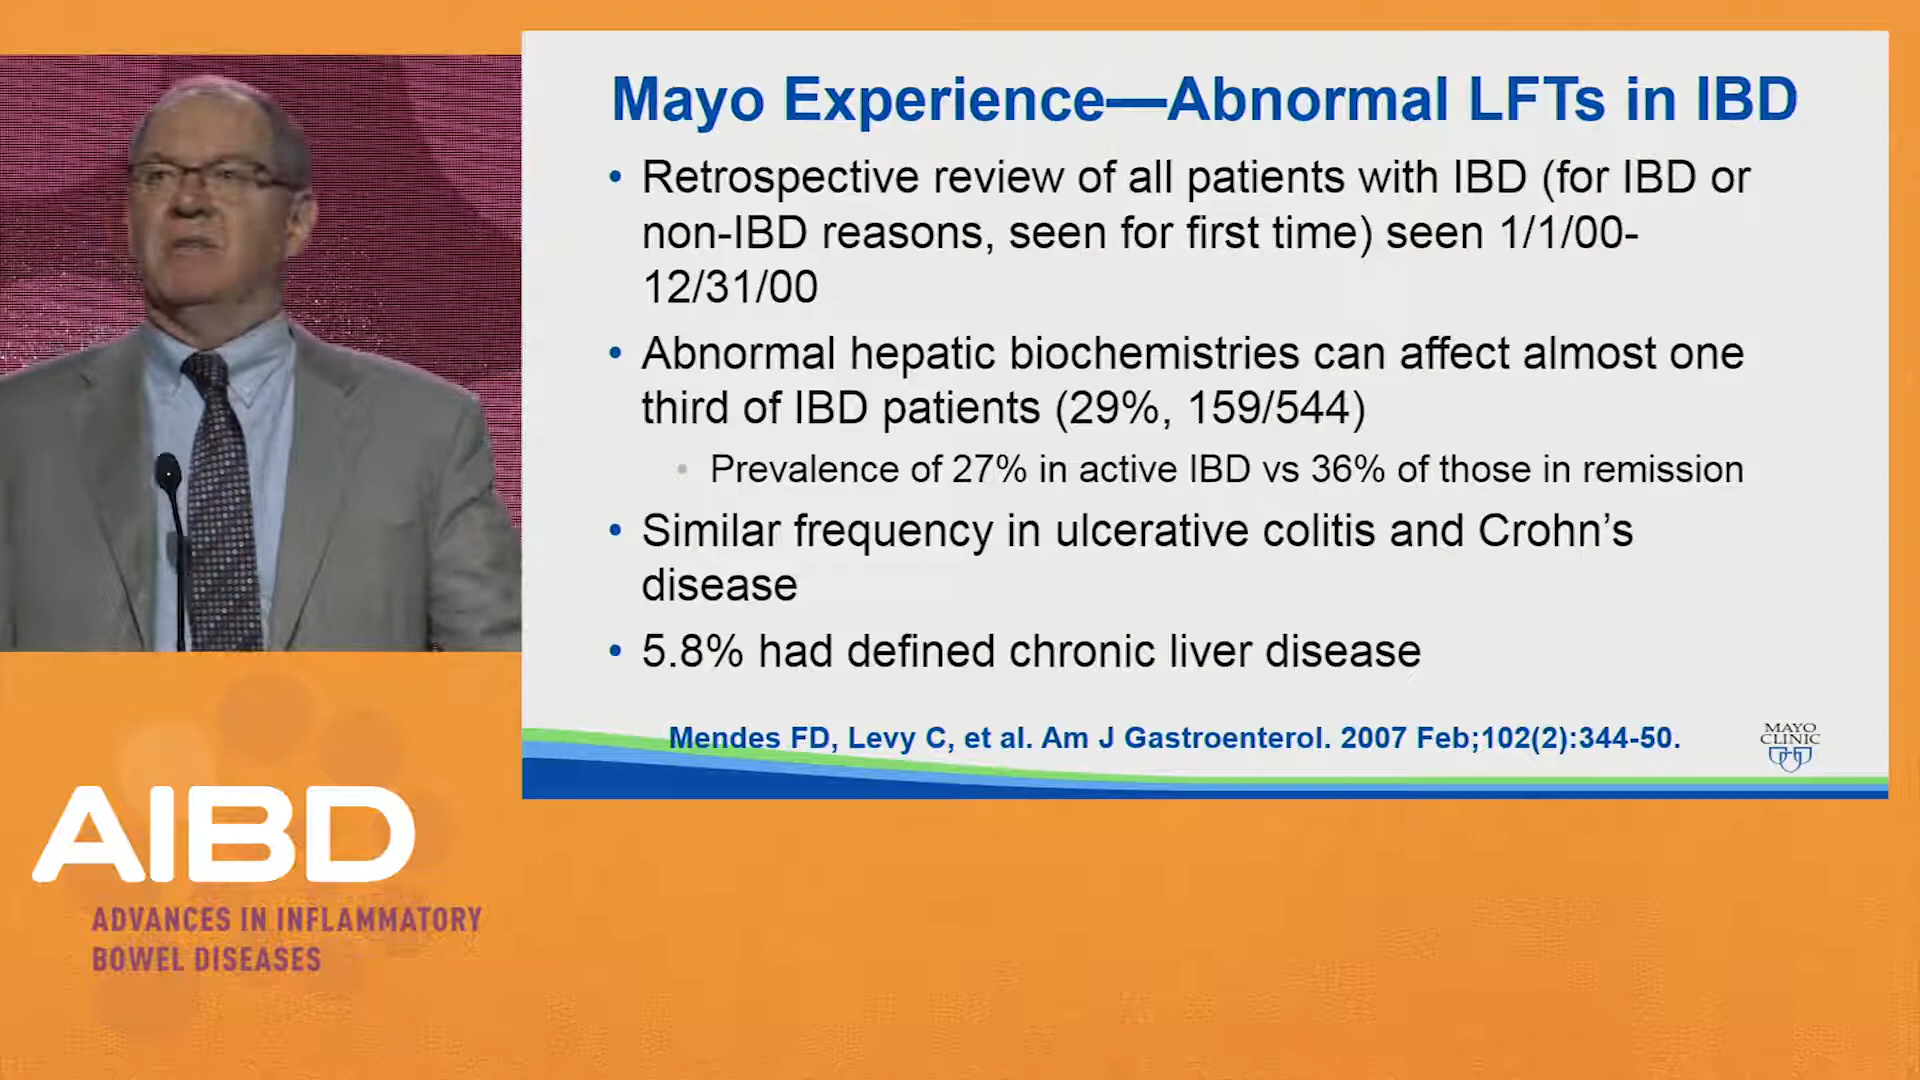 Mayo Experience—Abnormal LFTs in IBD
• Retrospective review of all patients with IBD (for IBD or
non-IBD reasons, seen for first time) seen 1/1/00-
12/31/00
• Abnormal hepatic biochemistries can affect almost one
third of IBD patients (29%, 159/544)
• Prevalence of 27% in active IBD vs 36% of those in remission
• Similar frequency in ulcerative colitis and Crohn’s
disease
• 5.8% had defined chronic liver disease
Mendes FD, Levy C, et al. Am J Gastroenterol. 2007 Feb;102(2):344-50.
MAYO
CLINIC
AIBD
ADVANCES IN INFLAMMATORY
BOWEL DISEASES